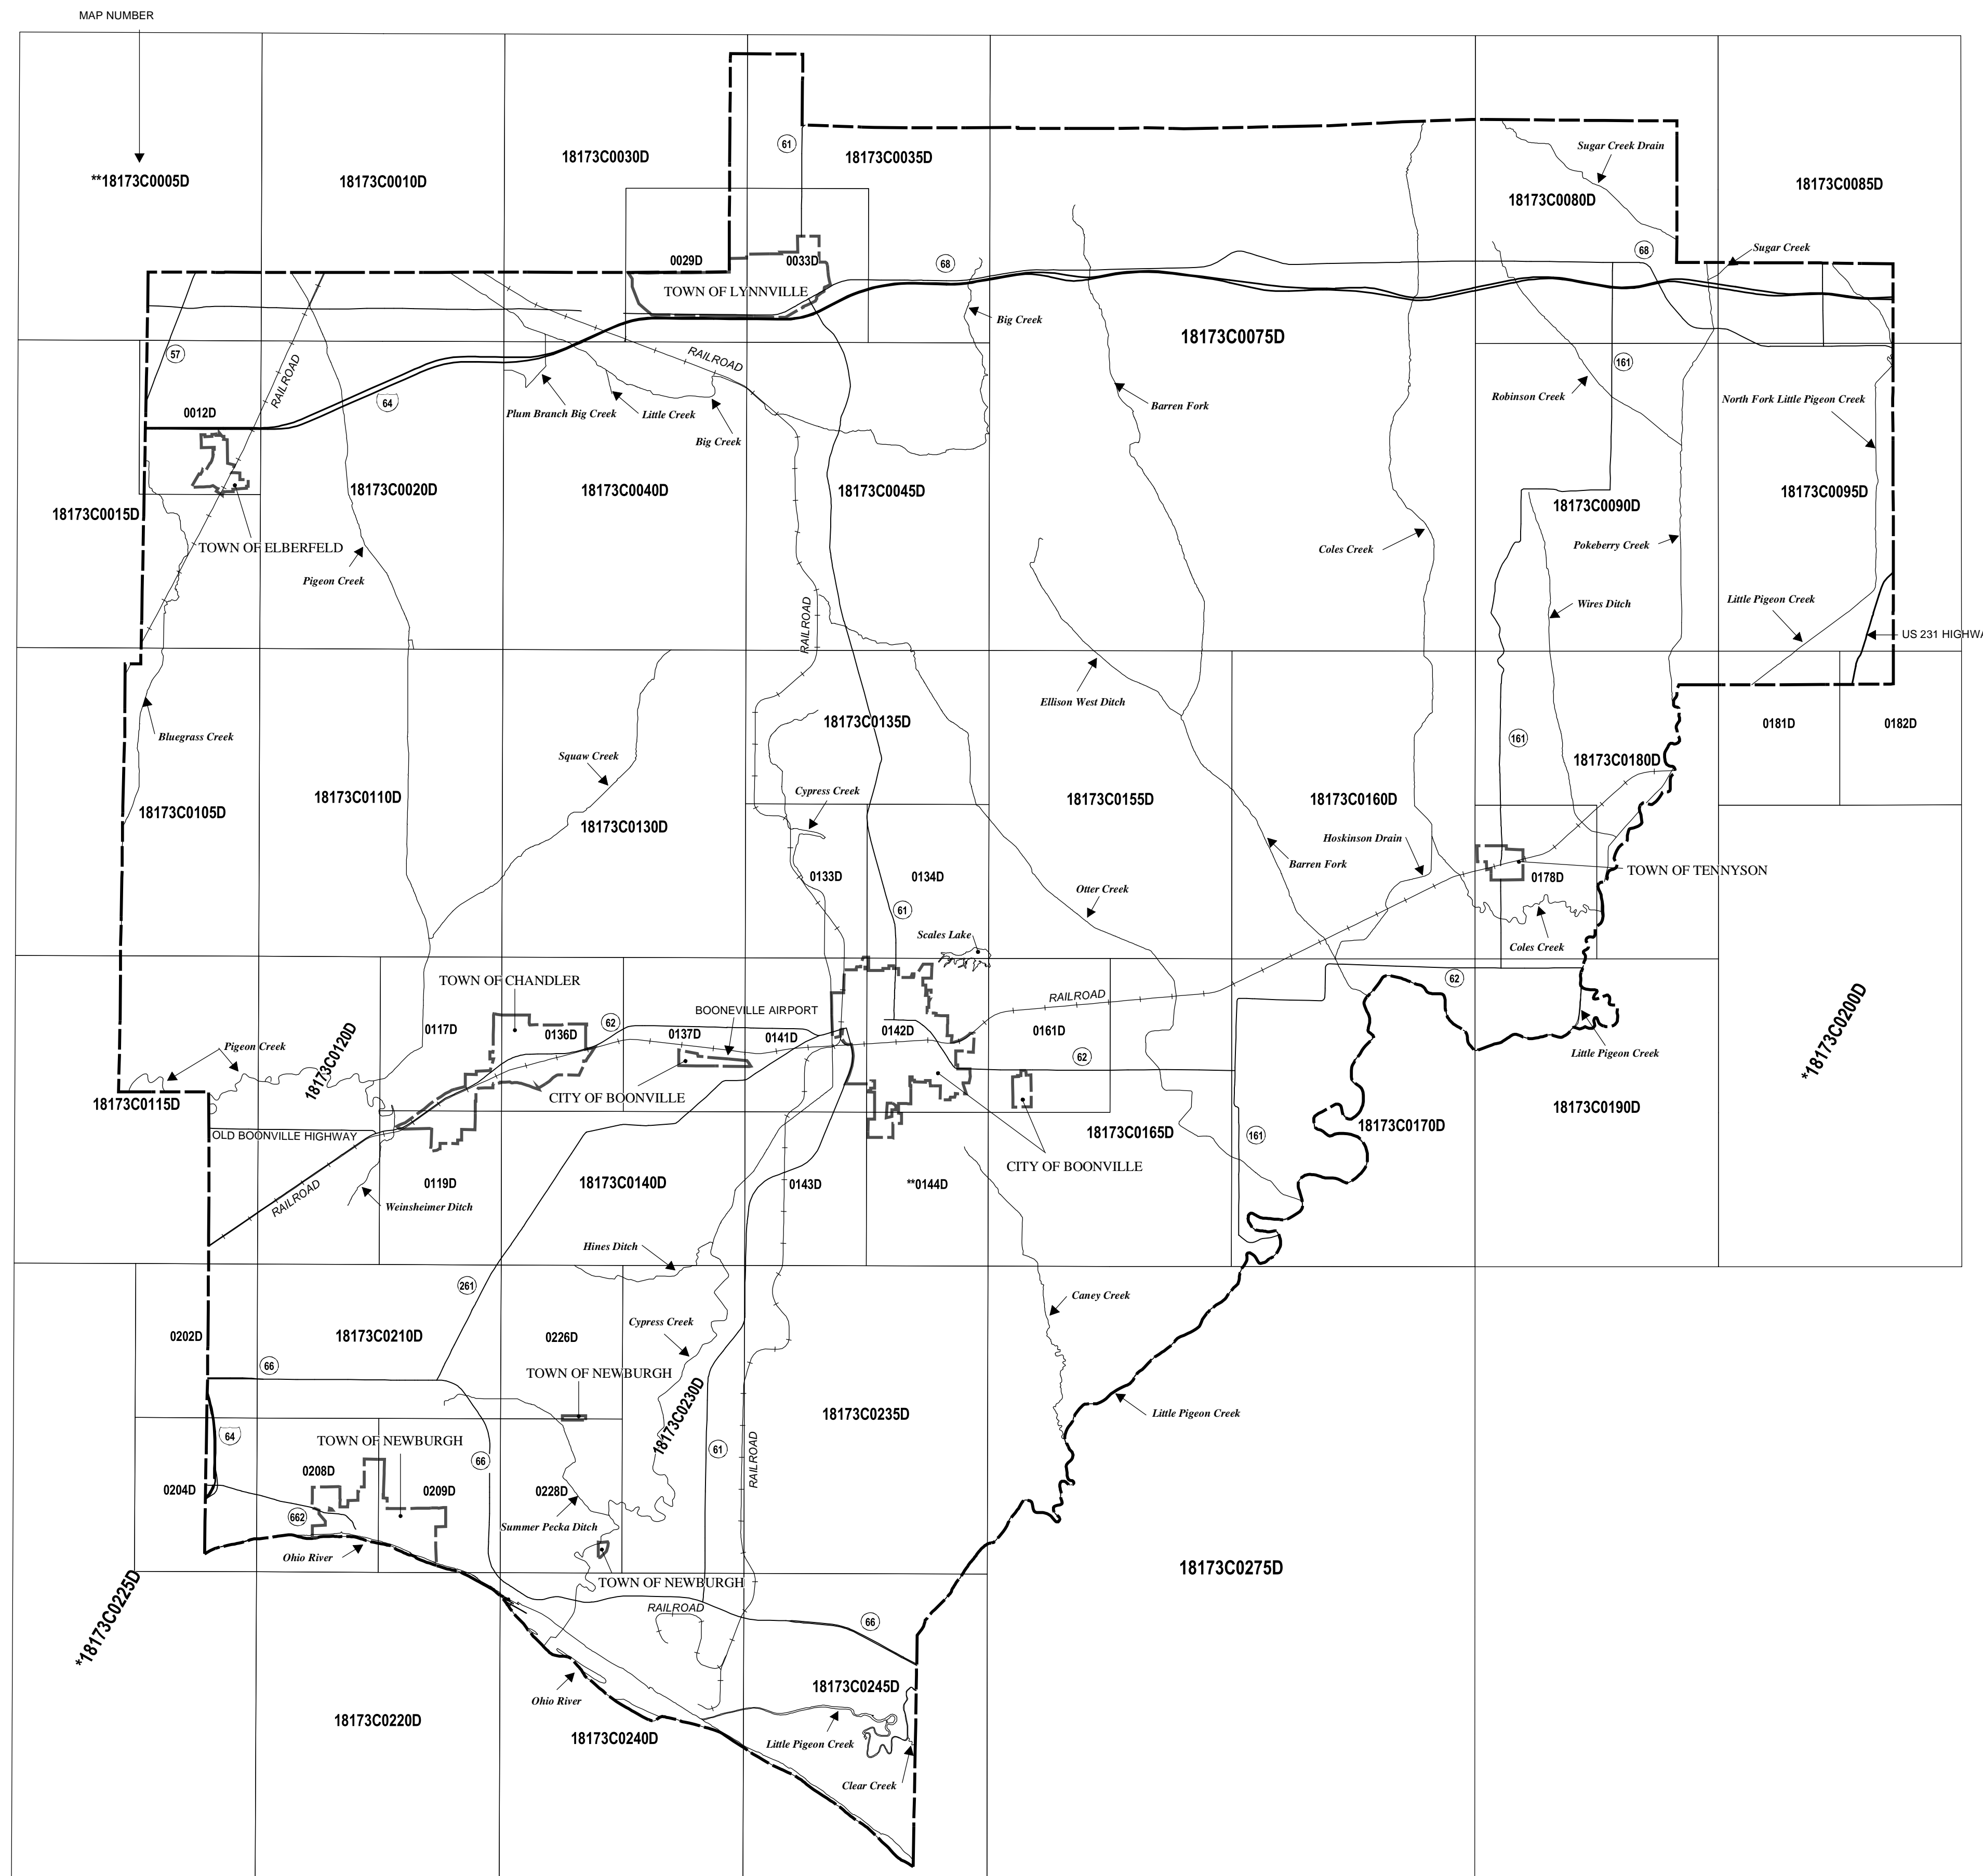 MAP NUMBER
18173C0030D
18173C0035D
61
Sugar Creek Drain
**18173C0005D
18173C0010D
18173C0085D
18173C0080D
Sugar Creek
68
68
0029D
0033D
TOWN OF LYNNVILLE
Big Creek
18173C0075D
57
RAILROAD
RAILROAD
161
64
0012D
Plum Branch Big Creek
Little Creek
Big Creek
Barren Fork
Robinson Creek
North Fork Little Pigeon Creek
18173C0015D
18173C0020D
18173C0040D
18173C0045D
18173C0090D
18173C0095D
TOWN OF ELBERFELD
Pigeon Creek
Coles Creek
Pokeberry Creek
Wires Ditch
Little Pigeon Creek
RAILROAD
US 231 HIGHWA
Ellison West Ditch
18173C0135D
0181D
0182D
Bluegrass Creek
161
Squaw Creek
18173C0180D
Cypress Creek
18173C0105D
18173C0110D
18173C0130D
18173C0155D
18173C0160D
Hoskinson Drain
Barren Fork
TOWN OF TENNYSON
0133D
0134D
0178D
Otter Creek
61
Scales Lake
Coles Creek
TOWN OF CHANDLER
62
RAILROAD
BOONEVILLE AIRPORT
*18173C0200D
0117D
0136D
62
0137D
0141D
0142D
0161D
62
Pigeon Creek
18173C0120D
Little Pigeon Creek
CITY OF BOONVILLE
18173C0115D
18173C0190D
OLD BOONVILLE HIGHWAY
18173C0165D
161
18173C0170D
CITY OF BOONVILLE
0119D
18173C0140D
0143D
**0144D
RAILROAD
Weinsheimer Ditch
Hines Ditch
261
Caney Creek
Cypress Creek
0202D
18173C0210D
0226D
66
TOWN OF NEWBURGH
18173C0230D
18173C0235D
Little Pigeon Creek
64
TOWN OF NEWBURGH
66
61
RAILROAD
0204D
0208D
0209D
0228D
662
Summer Pecka Ditch
Ohio River
18173C0275D
TOWN OF NEWBURGH
*18173C0225D
RAILROAD
66
18173C0245D
Ohio River
18173C0220D
18173C0240D
Little Pigeon Creek
Clear Creek